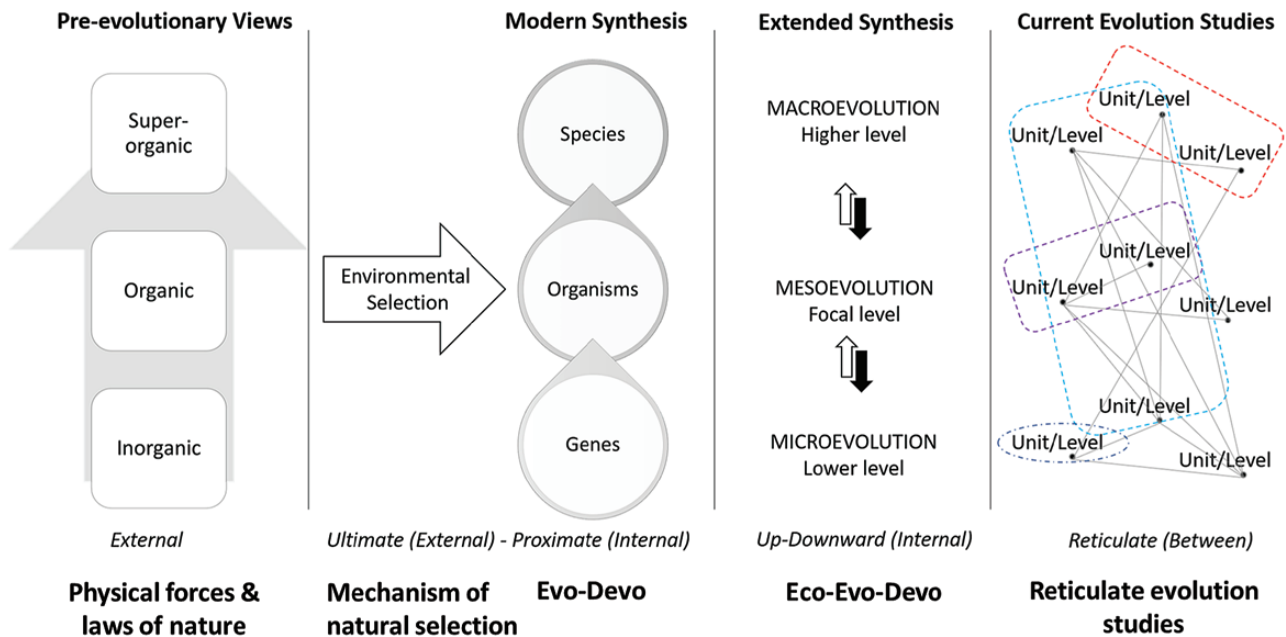 Pre-evolutionary Views
Super-
organic
Organic
Inorganic
External
Physical forces &
laws of nature
Modern Synthesis
Environmental
Selection
Species
Organisms
Genes
Ultimate (External) - Proximate (Internal)
Mechanism of
natural selection
Evo-Devo
Extended Synthesis
MACROEVOLUTION
Higher level
MESOEVOLUTION
Focal level
MICROEVOLUTION
Lower level
Up-Downward (Internal)
Eco-Evo-Devo
Current Evolution Studies
Unit/Level
Unit/Level
Unit/Level
Unit/Level
Unit/Level
Unit/Level
Unit/Level
Unit/Level
Unit/Level
Reticulate (Between)
Reticulate evolution
studies